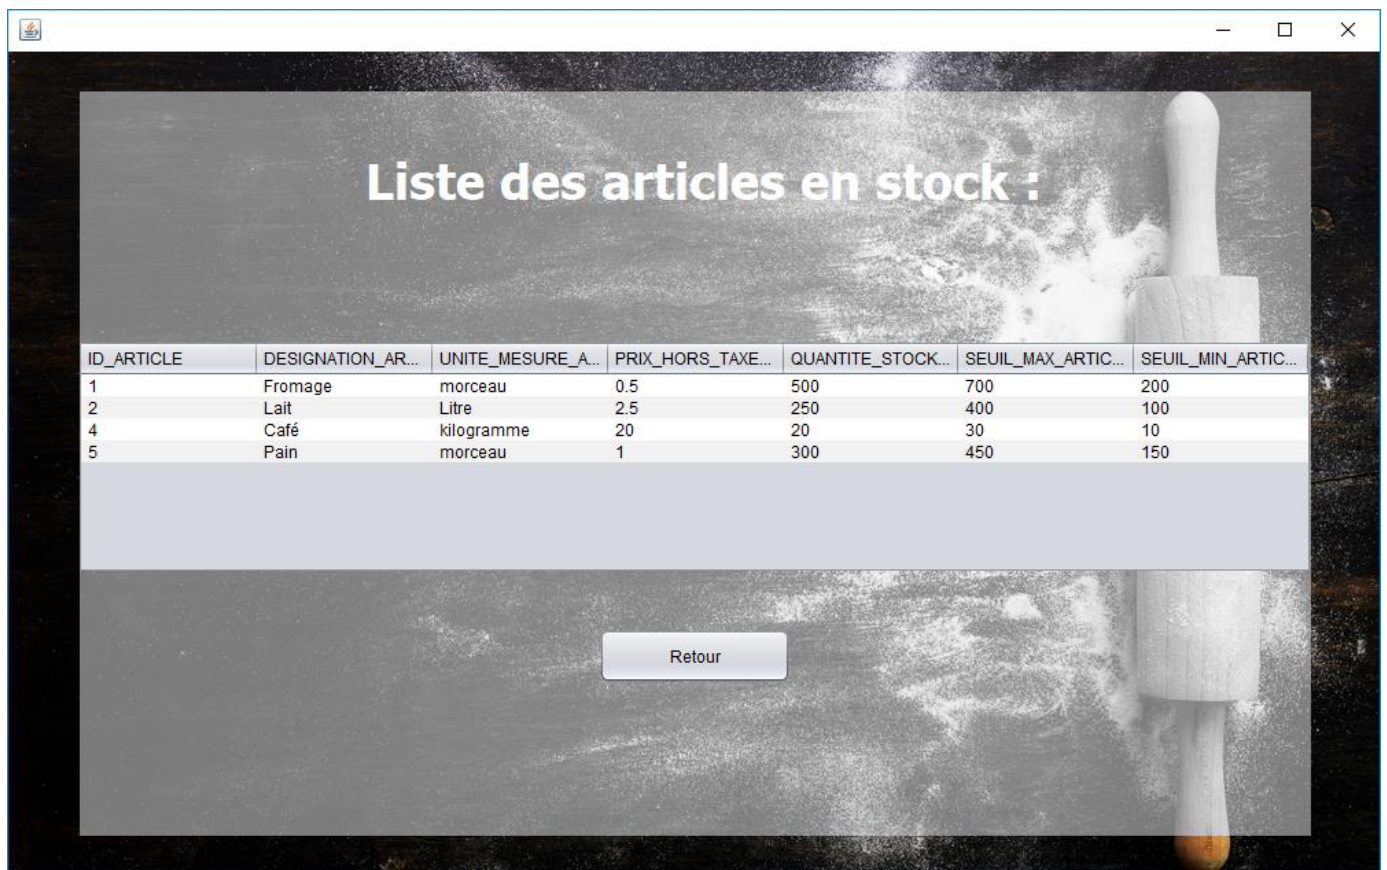 Liste des articles en stock :
ID_ARTICLE DESIGNATION_AR... UNITE_MESURE_A... PRIX_HORS_TAXE... QUANTITE_STOCK... SEUIL_MAX_ARTIC... SEUIL_MIN_ARTIC...
1 Fromage morceau 0.5 500 700 200
2 Lait Litre 2.5 250 400 100
4 Café kilogramme 20 20 30 10
5 Pain morceau 1 300 450 150
Retour